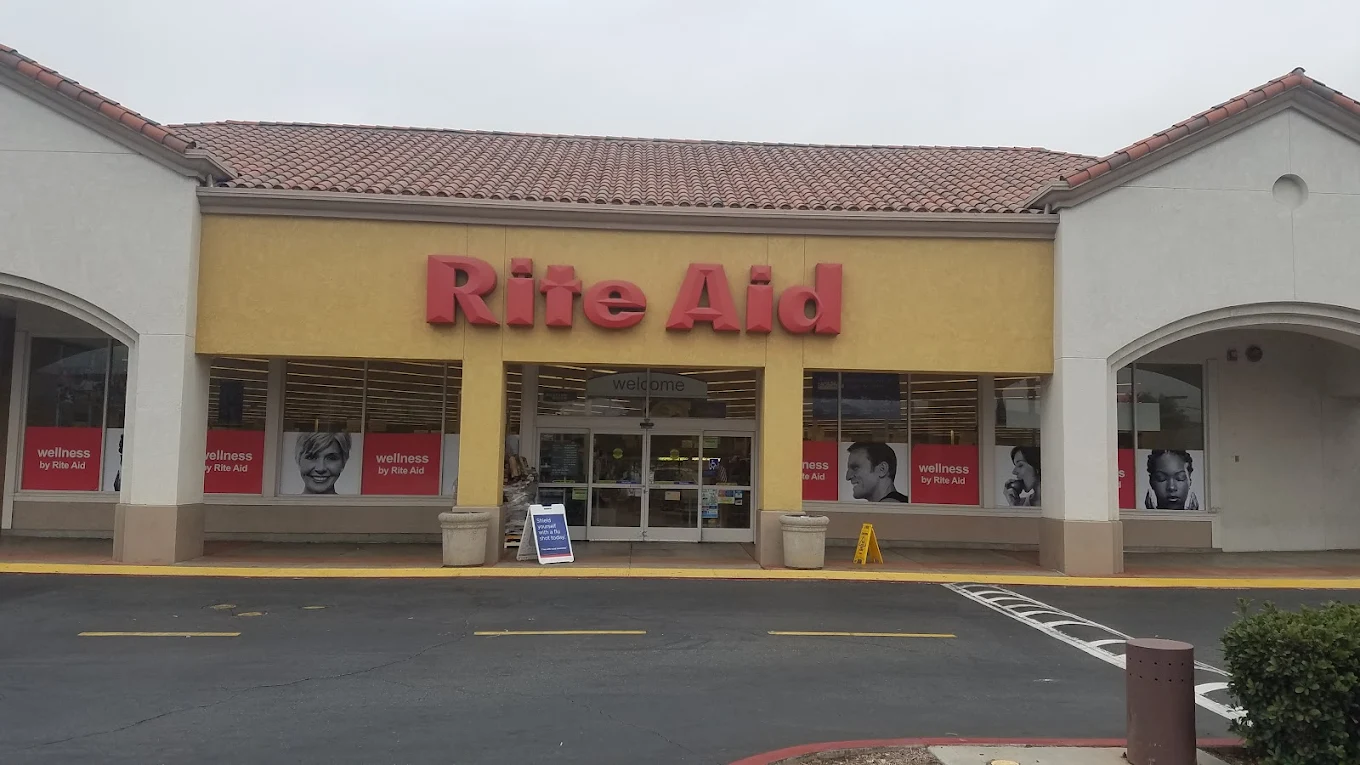 Rite Aid
welcome
wellness
by Rite Aid
wellness
by Rite Aid
wellness
by Rite Aid
wellness
wellness
by Rite Aid
Shield
yourself
with a flu
shot today.